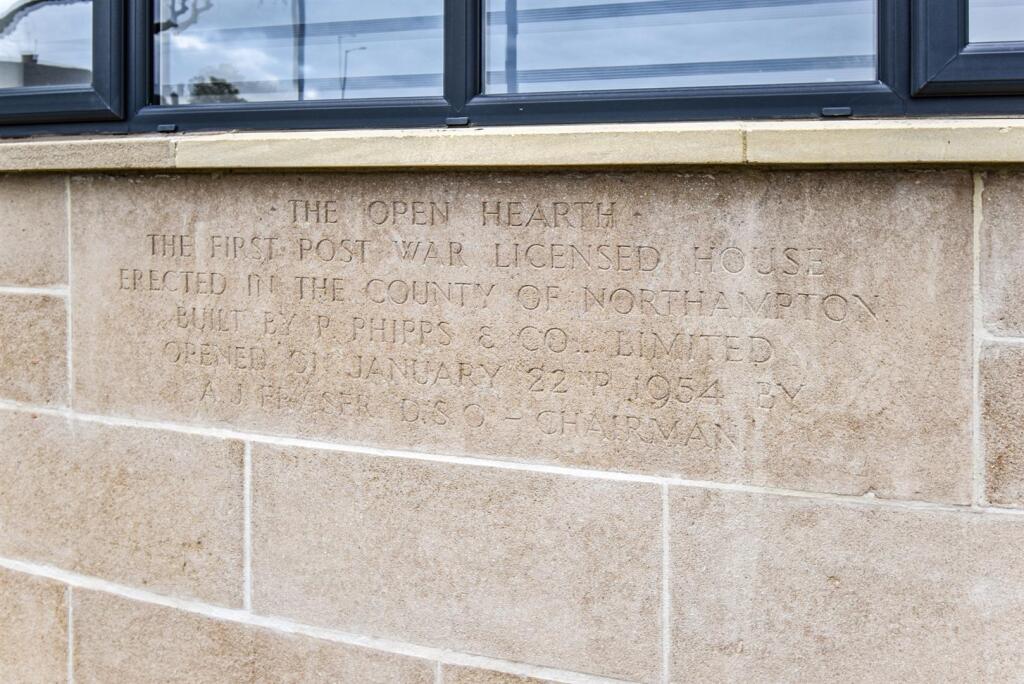 · THE OPEN HEARTH ·
THE FIRST POST WAR LICENSED HOUSE
ERECTED IN THE COUNTY OF NORTHAMPTON.
BUILT BY P. PHIPPS & CO., LIMITED
OPENED ON JANUARY 22ND 1954 BY
A. J. FRASER D.S.O. - CHAIRMAN